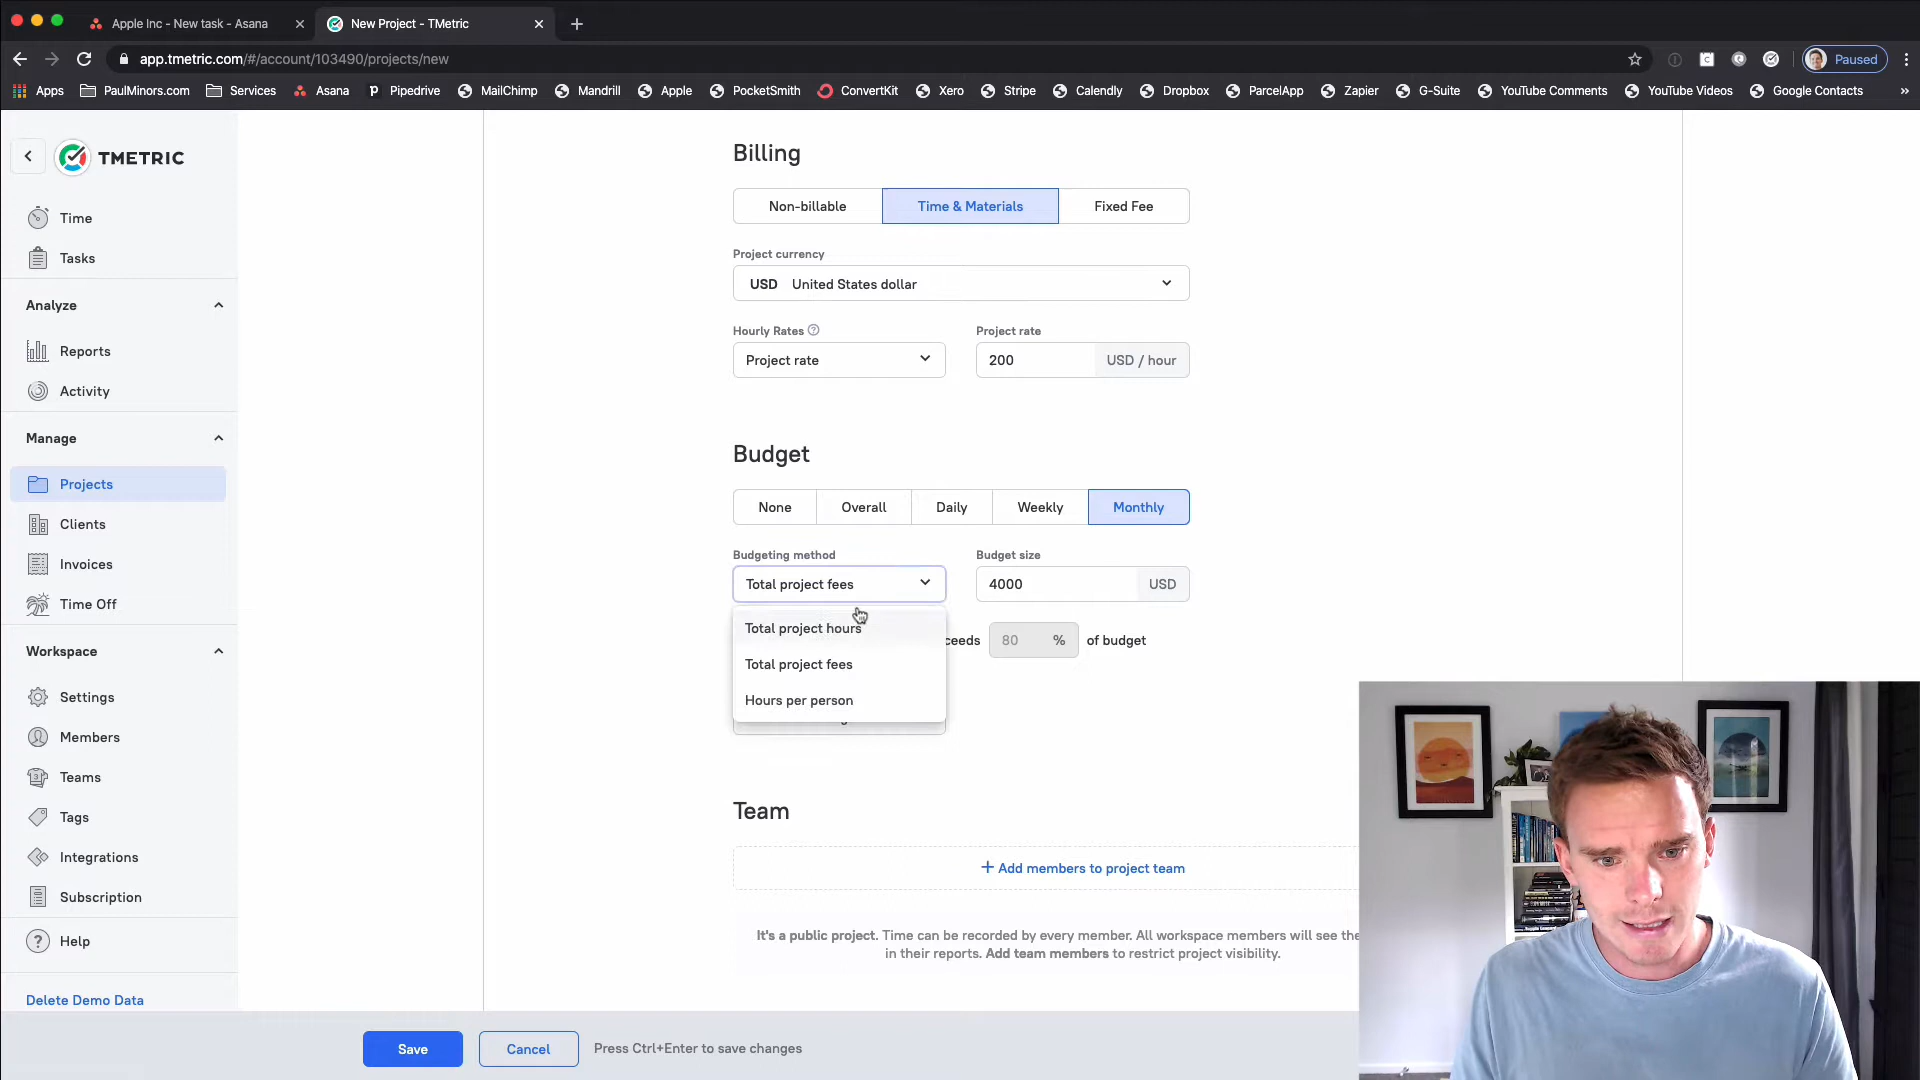 Apple Inc - New task - Asana
New Project - TMetric
app.tmetric.com/#/account/103490/projects/new
Paused
Apps
PaulMinors.com
Services
Asana
Pipedrive
MailChimp
Mandrill
Apple
PocketSmith
ConvertKit
Xero
Stripe
Calendly
Dropbox
ParcelApp
Zapier
G-Suite
YouTube Comments
YouTube Videos
Google Contacts
»
TMETRIC
Time
Tasks
Analyze
Reports
Activity
Manage
Projects
Clients
Invoices
Time Off
Workspace
Settings
Members
Teams
Tags
Integrations
Subscription
Help
Delete Demo Data
Billing
Non-billable
Time & Materials
Fixed Fee
Project currency
USD United States dollar
Hourly Rates
Project rate
Project rate
200 USD / hour
Budget
None
Overall
Daily
Weekly
Monthly
Budgeting method
Budget size
Total project fees
4000 USD
Total project hours
Total project fees
Hours per person
ceeds 80 % of budget
Team
+ Add members to project team
It's a public project. Time can be recorded by every member. All workspace members will see the
in their reports. Add team members to restrict project visibility.
Save
Cancel
Press Ctrl+Enter to save changes